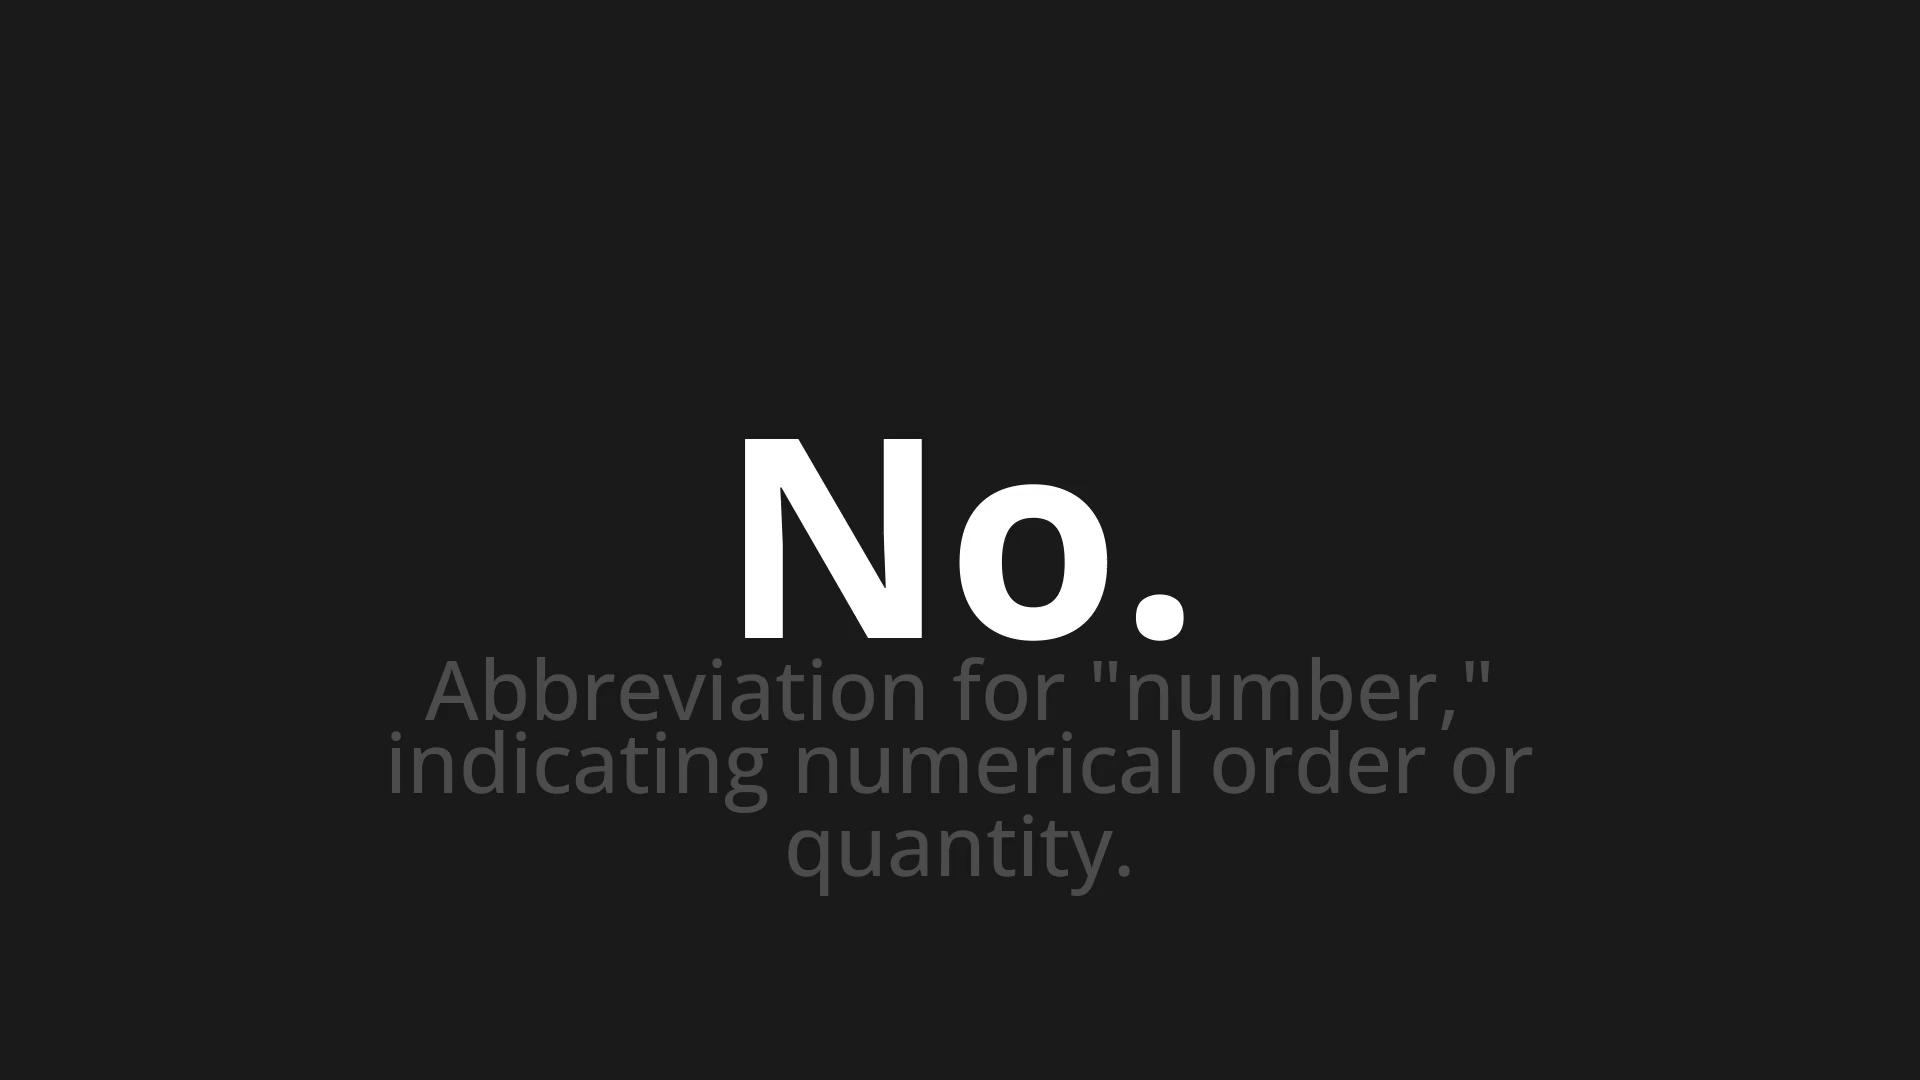 No.
Abbreviation for "number,"
indicating numerical order or
quantity.